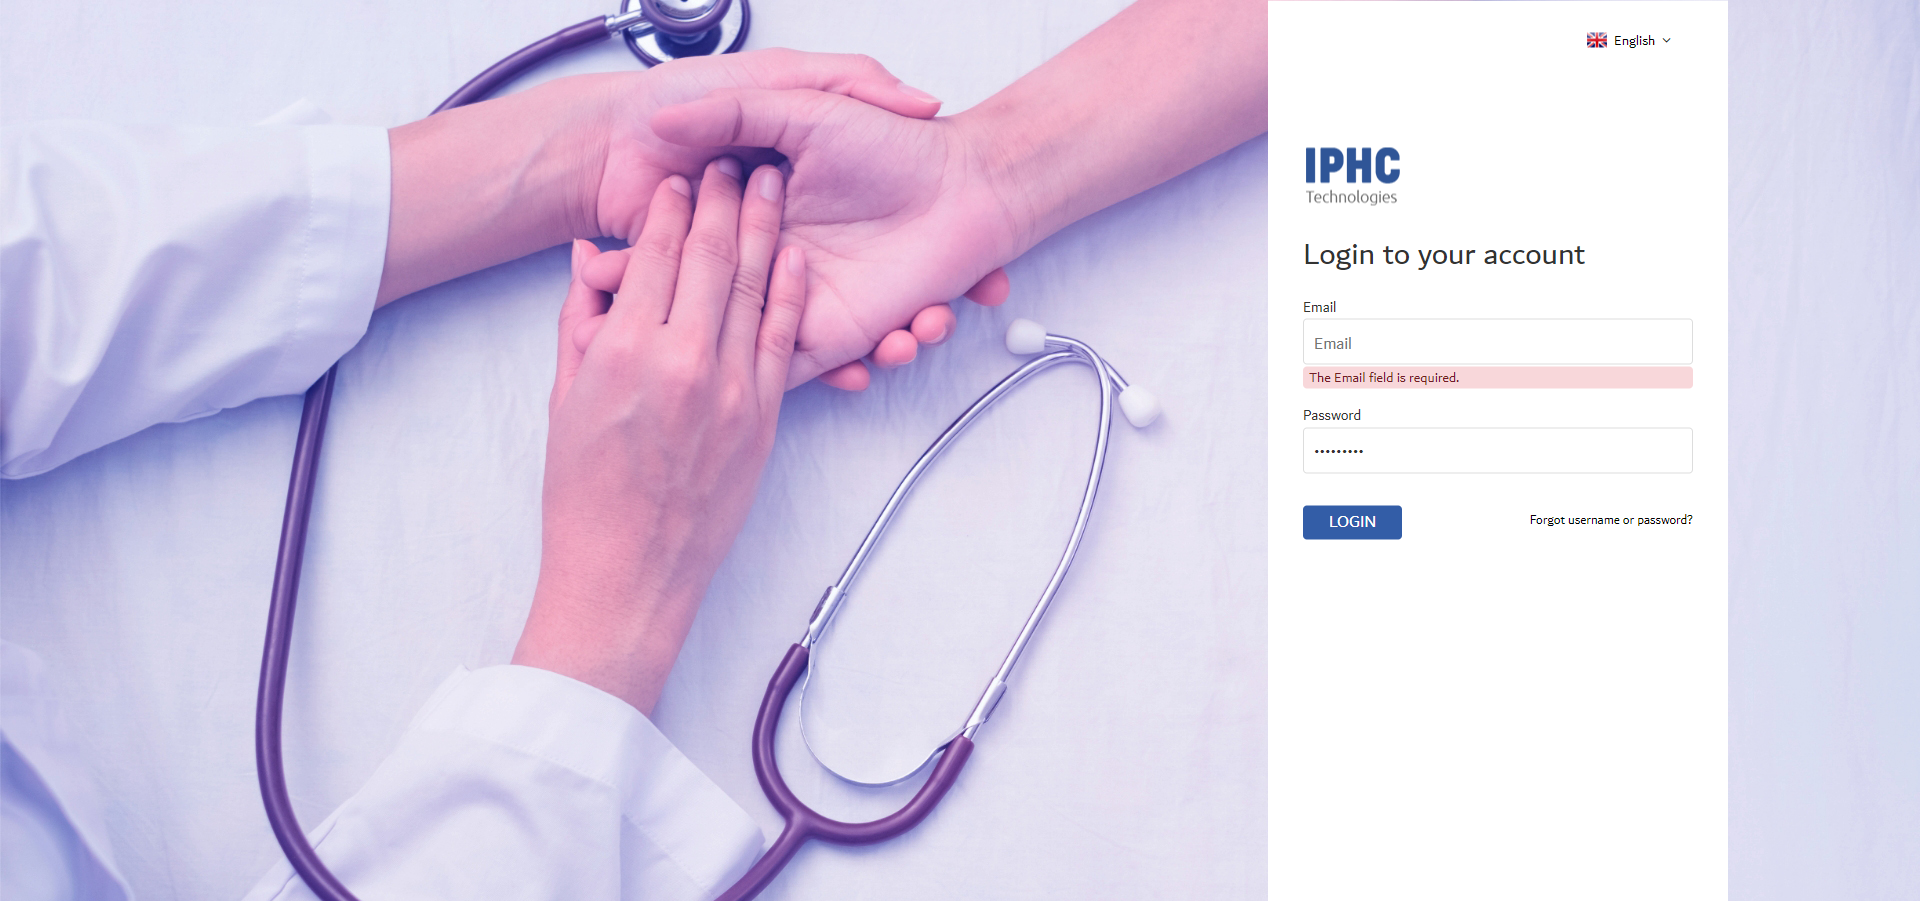 English
IPHC
Technologies
Login to your account
Email
Email
The Email field is required.
Password
•••••••••
LOGIN
Forgot username or password?